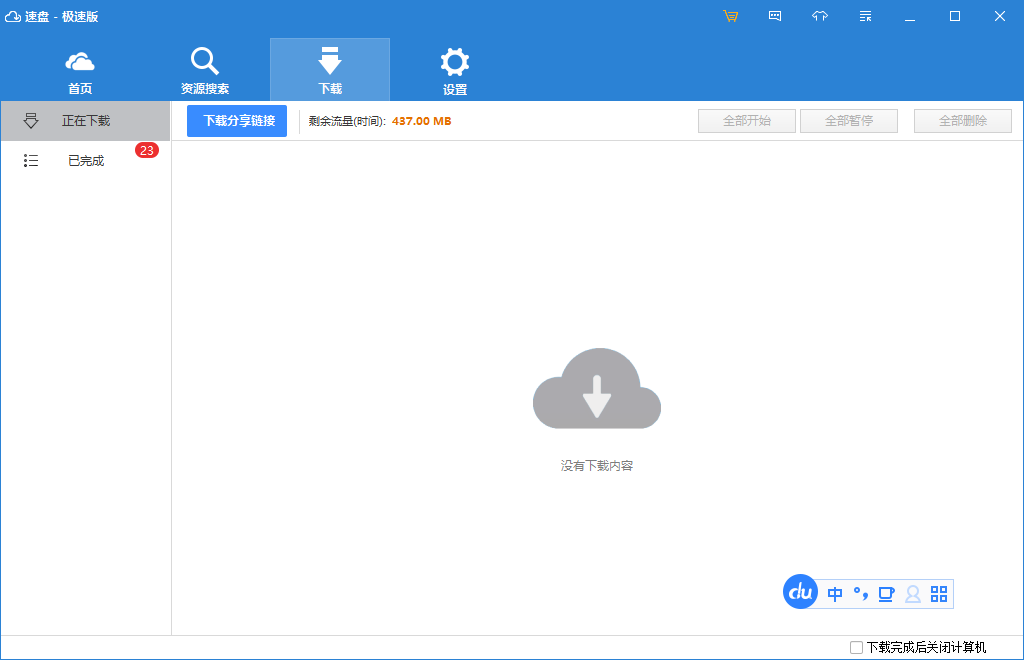 速盘 - 极速版
首页
资源搜索
下载
设置
正在下载
下载分享链接
剩余流量(时间): 437.00 MB
全部开始
全部暂停
全部删除
已完成
23
没有下载内容
du 中 °，
下载完成后关闭计算机